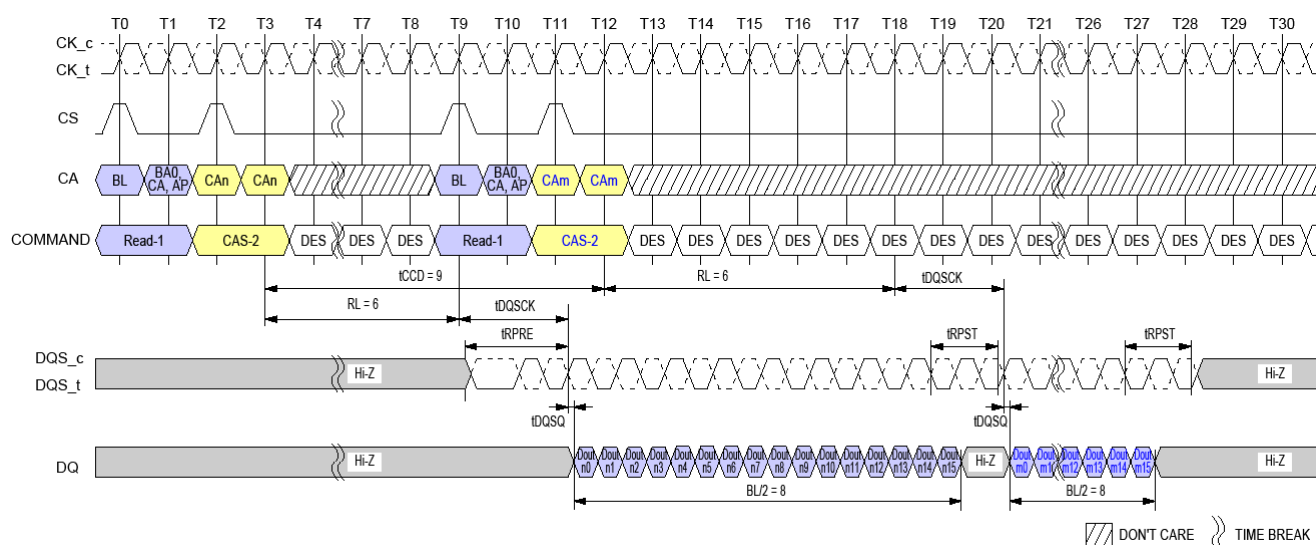 T0 T1 T2 T3 T4 T7 T8 T9 T10 T11 T12 T13 T14 T15 T16 T17 T18 T19 T20 T21 T26 T27 T28 T29 T30
CK_c
CK_t
CS
CA
BL
BA0,
CA, AP
CAn
CAn
BL
BA0,
CA, AP
CAm
CAm
COMMAND
Read-1 CAS-2 DES DES DES Read-1 CAS-2 DES DES DES DES DES DES DES DES DES DES DES DES DES DES
tCCD = 9 RL = 6 tDQSCK
RL = 6 tDQSCK
tRPRE tRPST tRPST
DQS_c
DQS_t
Hi-Z Hi-Z
tDQSQ tDQSQ
DQ
Hi-Z
Dout
n0
Dout
n1
Dout
n2
Dout
n3
Dout
n4
Dout
n5
Dout
n6
Dout
n7
Dout
n8
Dout
n9
Dout
n10
Dout
n11
Dout
n12
Dout
n13
Dout
n14
Dout
n15
Hi-Z
Dout
m0
Dout
m1
Dout
m12
Dout
m13
Dout
m14
Dout
m15
Hi-Z
BL/2 = 8 BL/2 = 8
DON'T CARE TIME BREAK